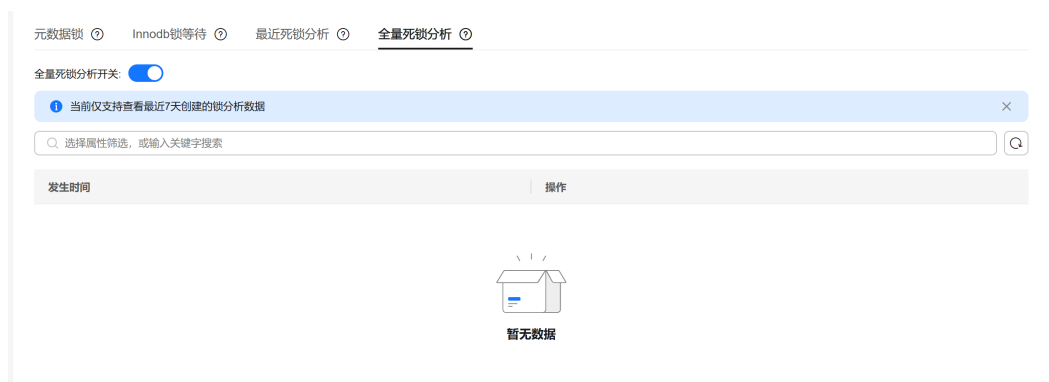 元数据锁 Innodb锁等待 最近死锁分析 全量死锁分析
全量死锁分析开关:
当前仅支持查看最近7天创建的锁分析数据
选择属性筛选，或输入关键字搜索
发生时间 操作
暂无数据